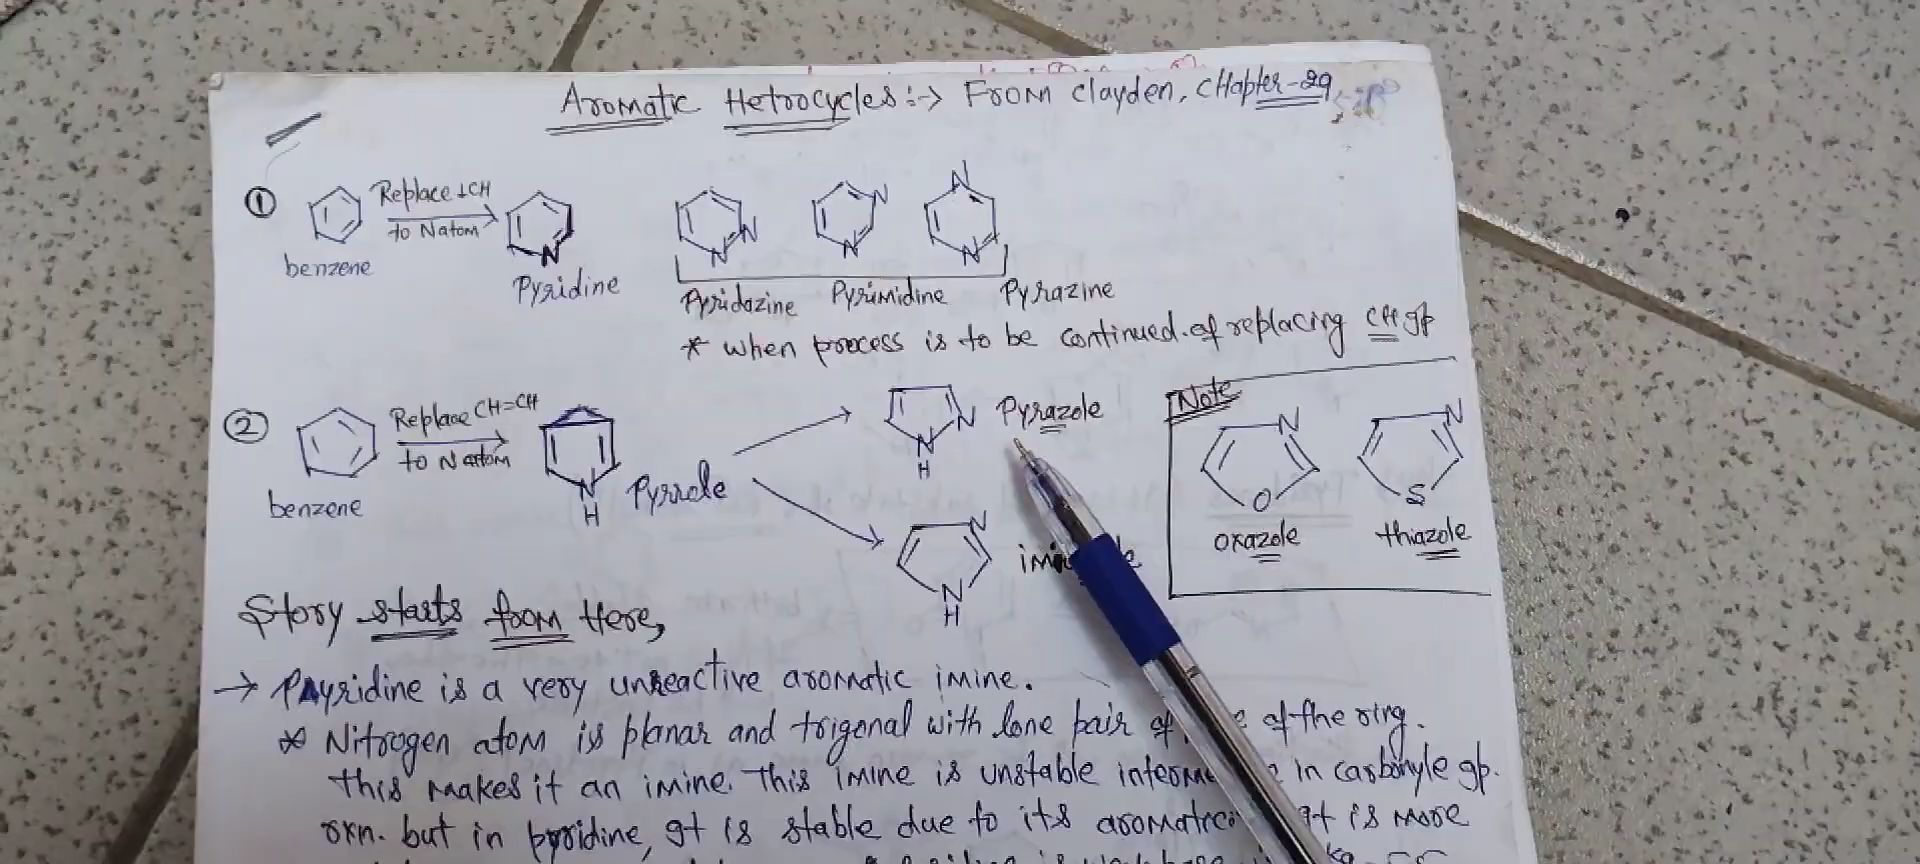 Aromatic Hetrocycles:→ From Clayden, Chapter-29
① Replace 1CH
to N atom
N
benzene
Pyridine
N N
N N
N N
Pyridazine Pyrimidine Pyrazine
* when process is to be continued of replacing CH gp
② Replace CH=CH
to N atom
benzene
N
H
Pyrrole
N N
H
Pyrazole
N
N
H
Note
N
O
oxazole
N
S
thiazole
Story starts from Here,
→ Pyridine is a very unreactive aromatic imine.
* Nitrogen atom is planar and trigonal with lone pair of the ring.
this makes it an imine. This imine is unstable in carbonyle gp.
rxn. but in pyridine, gt is stable due to its gt is more